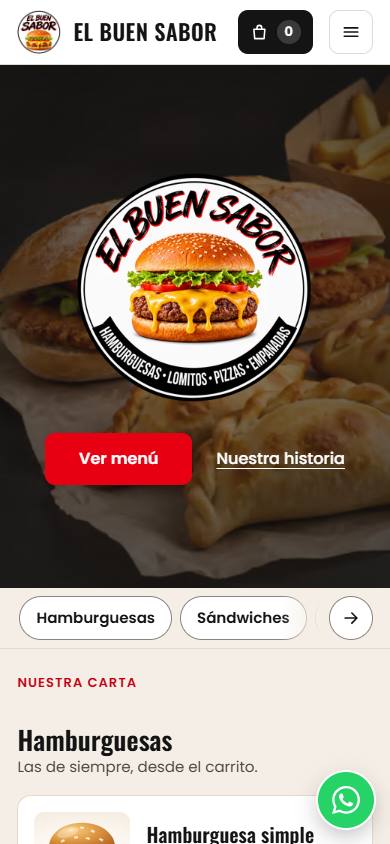 EL BUEN SABOR
EL BUEN SABOR
0
EL BUEN SABOR
HAMBURGUESAS • LOMITOS • PIZZAS • EMPANADAS
Ver menú
Nuestra historia
Hamburguesas
Sándwiches
NUESTRA CARTA
Hamburguesas
Las de siempre, desde el carrito.
Hamburguesa simple